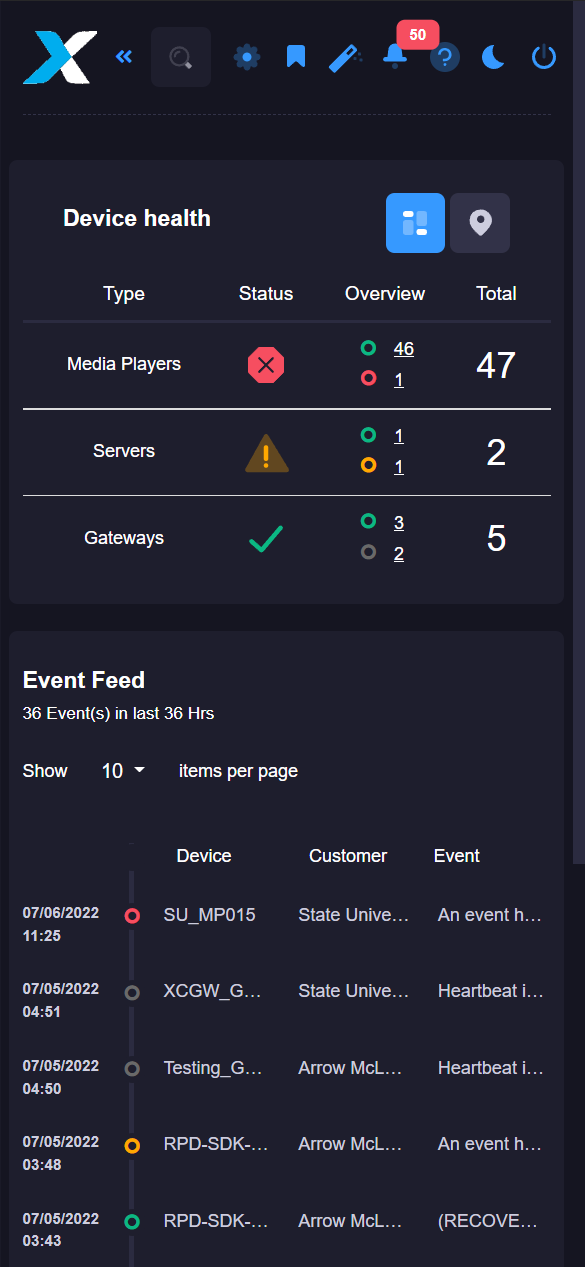 50
Device health
Type Status Overview Total
Media Players 46 1 47
Servers 1 1 2
Gateways 3 2 5
Event Feed
36 Event(s) in last 36 Hrs
Show 10 items per page
Device Customer Event
07/06/2022 11:25 SU_MP015 State Unive… An event h…
07/05/2022 04:51 XCGW_G… State Unive… Heartbeat i…
07/05/2022 04:50 Testing_G… Arrow McL… Heartbeat i…
07/05/2022 03:48 RPD-SDK-… Arrow McL… An event h…
07/05/2022 03:43 RPD-SDK-… Arrow McL… (RECOVE…